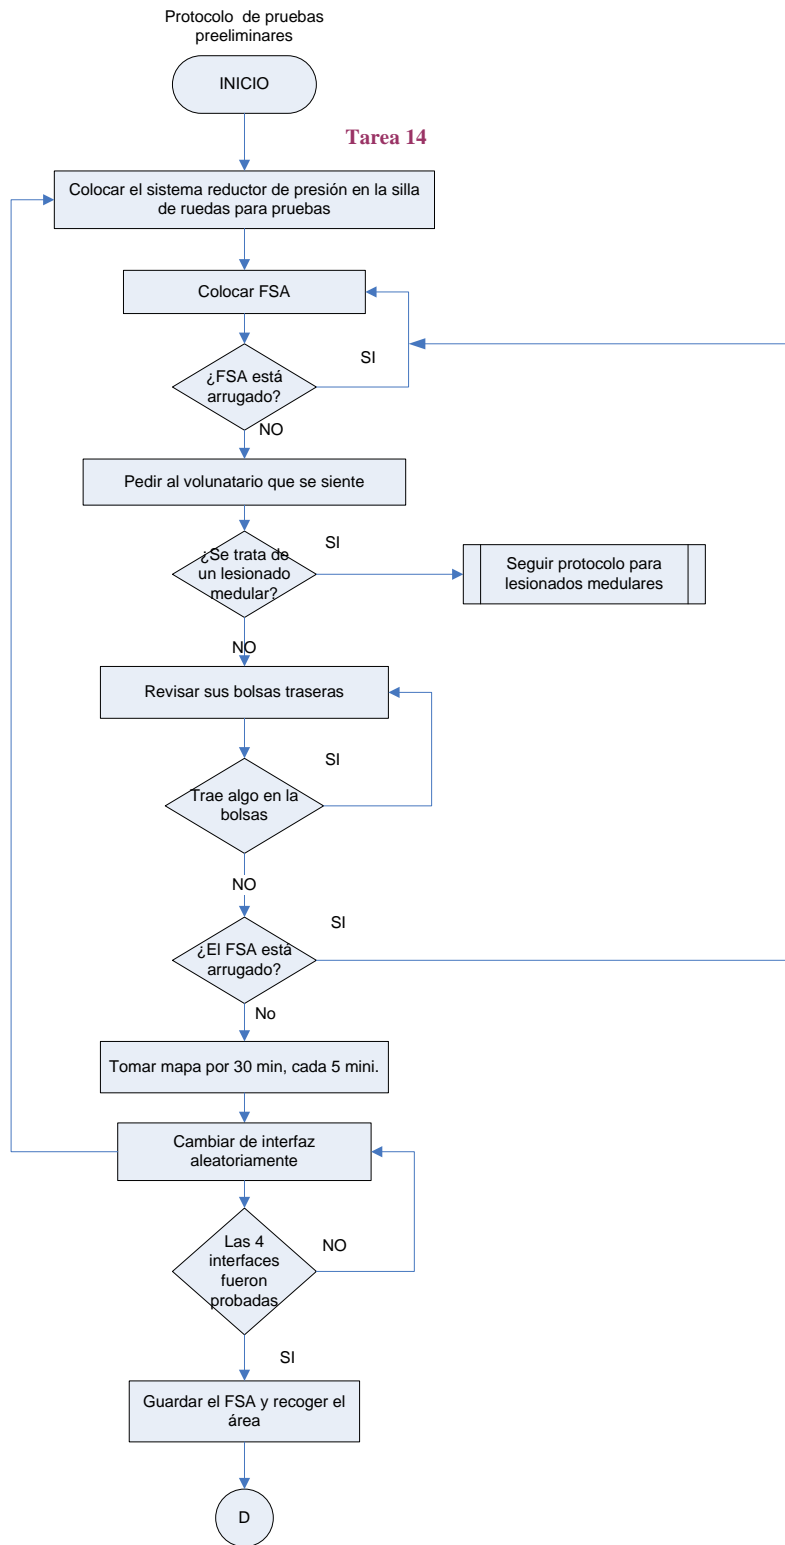 Protocolo de pruebas
preeliminares
INICIO
Tarea 14
Colocar el sistema reductor de presión en la silla
de ruedas para pruebas
Colocar FSA
SI
¿FSA está
arrugado?
NO
Pedir al volunatario que se siente
SI
¿Se trata de
un lesionado
medular?
Seguir protocolo para
lesionados medulares
NO
Revisar sus bolsas traseras
SI
Trae algo en la
bolsas
NO
SI
¿El FSA está
arrugado?
No
Tomar mapa por 30 min, cada 5 mini.
Cambiar de interfaz
aleatoriamente
Las 4
interfaces
fueron
probadas
NO
SI
Guardar el FSA y recoger el
área
D